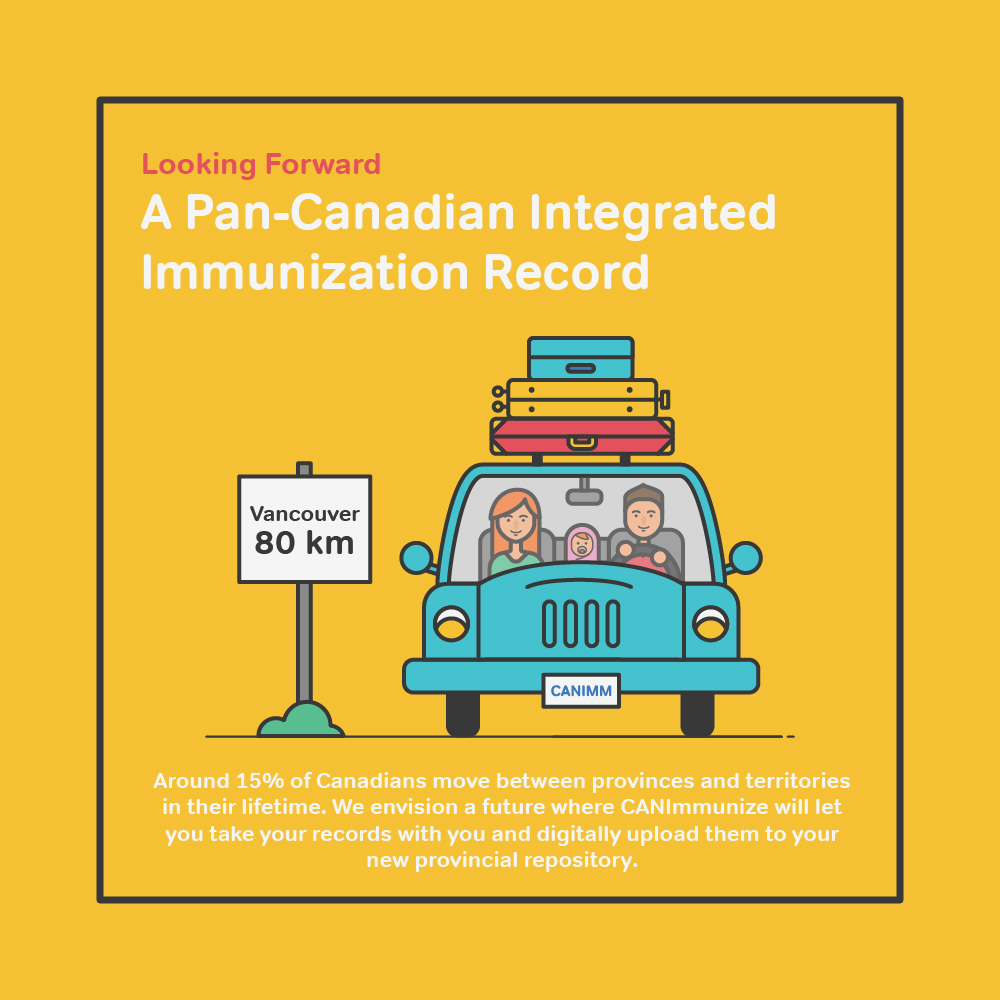 Looking Forward
A Pan-Canadian Integrated
Immunization Record
Vancouver
80 km
CANIMM
Around 15% of Canadians move between provinces and territories
in their lifetime. We envision a future where CANImmunize will let
you take your records with you and digitally upload them to your
new provincial repository.